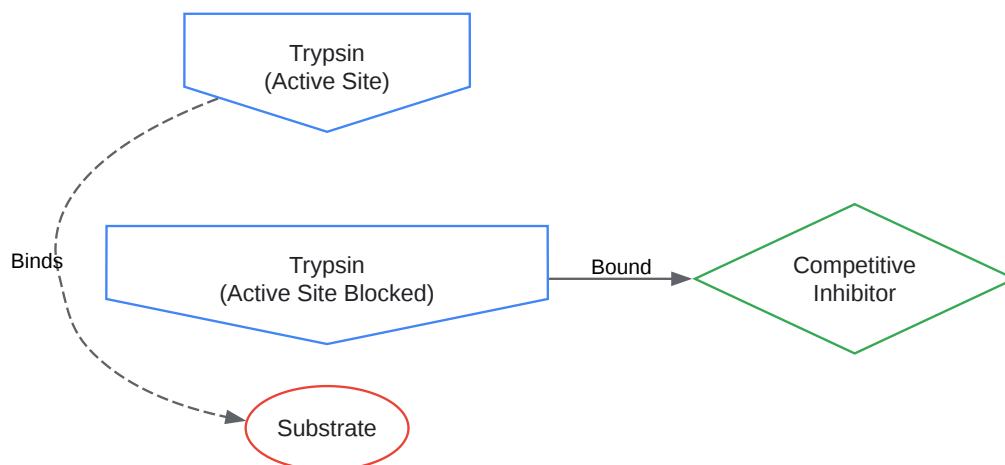 Trypsin
(Active Site)
Binds
Trypsin
(Active Site Blocked)
Bound
Competitive
Inhibitor
Substrate